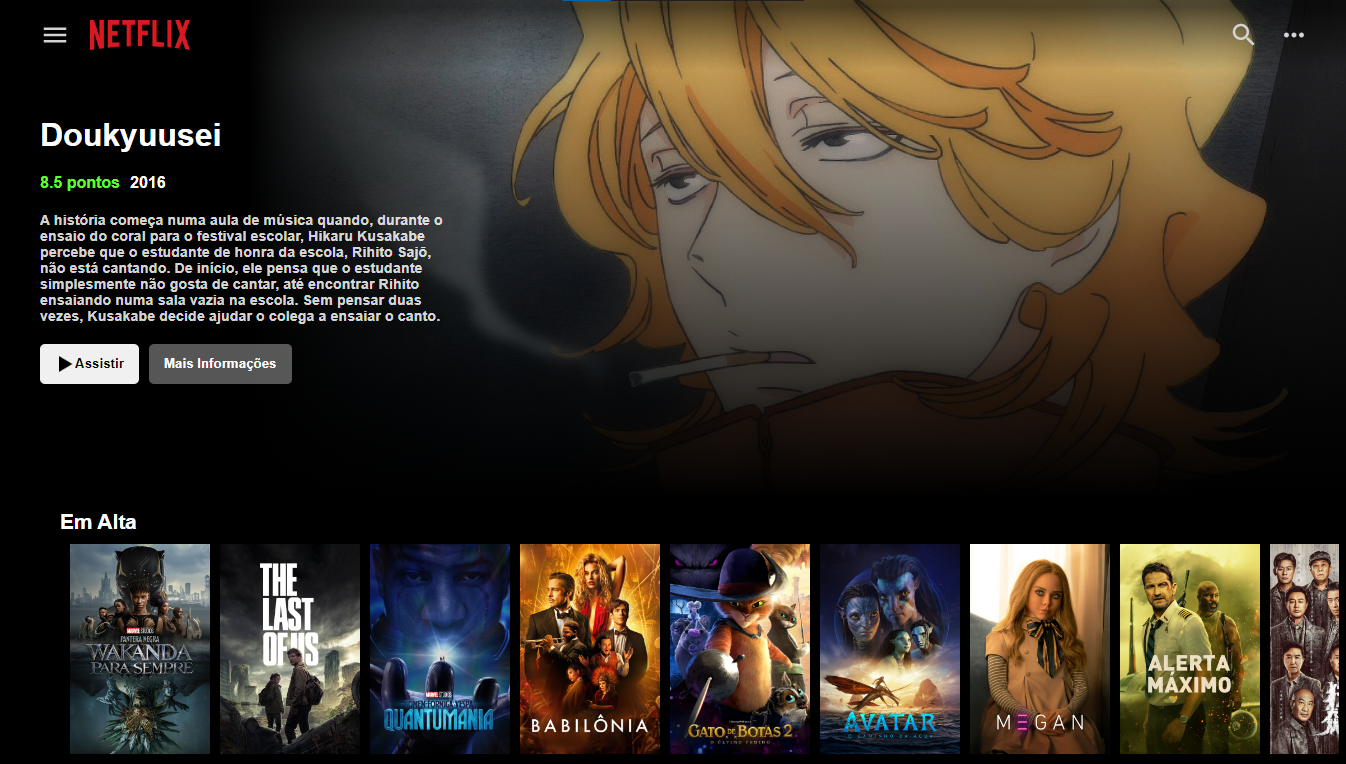 NETFLIX
Doukyuusei
8.5 pontos 2016
A história começa numa aula de música quando, durante o
ensaio do coral para o festival escolar, Hikaru Kusakabe
percebe que o estudante de honra da escola, Rihito Sajō,
não está cantando. De início, ele pensa que o estudante
simplesmente não gosta de cantar, até encontrar Rihito
ensaiando numa sala vazia na escola. Sem pensar duas
vezes, Kusakabe decide ajudar o colega a ensaiar o canto.
Assistir
Mais Informações
Em Alta
MARVEL STUDIOS
PANTERA NEGRA
WAKANDA
PARA SEMPRE
THE
LAST
OF US
MARVEL STUDIOS
QUANTUMANIA
BABILÔNIA
GATO DE BOTAS 2
O ÚLTIMO PEDIDO
AVATAR
O CAMINHO DA ÁGUA
M3GAN
ALERTA
MÁXIMO